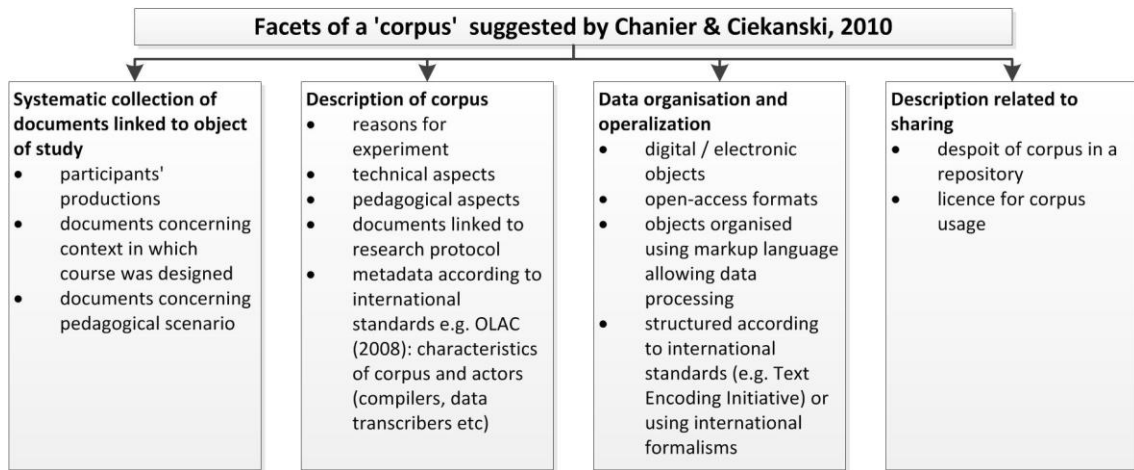 Facets of a 'corpus' suggested by Chanier & Ciekanski, 2010
Systematic collection of
documents linked to object
of study
• participants'
productions
• documents concerning
context in which
course was designed
• documents concerning
pedagogical scenario
Description of corpus
• reasons for
experiment
• technical aspects
• pedagogical aspects
• documents linked to
research protocol
• metadata according to
international
standards e.g. OLAC
(2008): characteristics
of corpus and actors
(compilers, data
transcribers etc)
Data organisation and
operalization
• digital / electronic
objects
• open-access formats
• objects organised
using markup language
allowing data
processing
• structured according
to international
standards (e.g. Text
Encoding Initiative) or
using international
formalisms
Description related to
sharing
• despoit of corpus in a
repository
• licence for corpus
usage